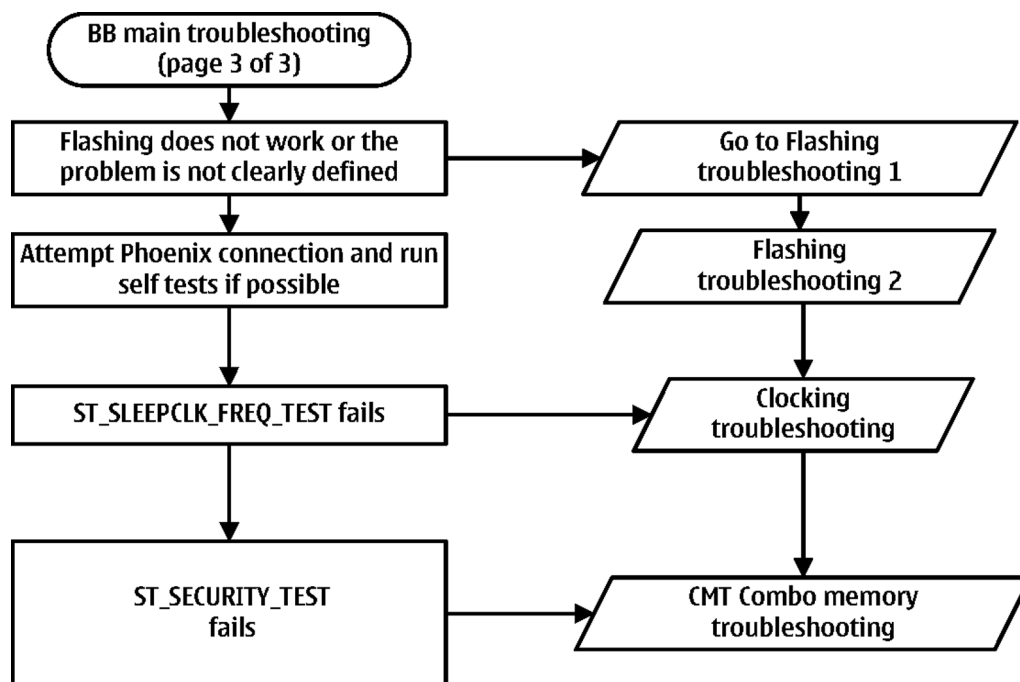 BB main troubleshooting
(page 3 of 3)
Flashing does not work or the
problem is not clearly defined
Go to Flashing
troubleshooting 1
Attempt Phoenix connection and run
self tests if possible
Flashing
troubleshooting 2
ST_SLEEPCLK_FREQ_TEST fails
Clocking
troubleshooting
ST_SECURITY_TEST
fails
CMT Combo memory
troubleshooting